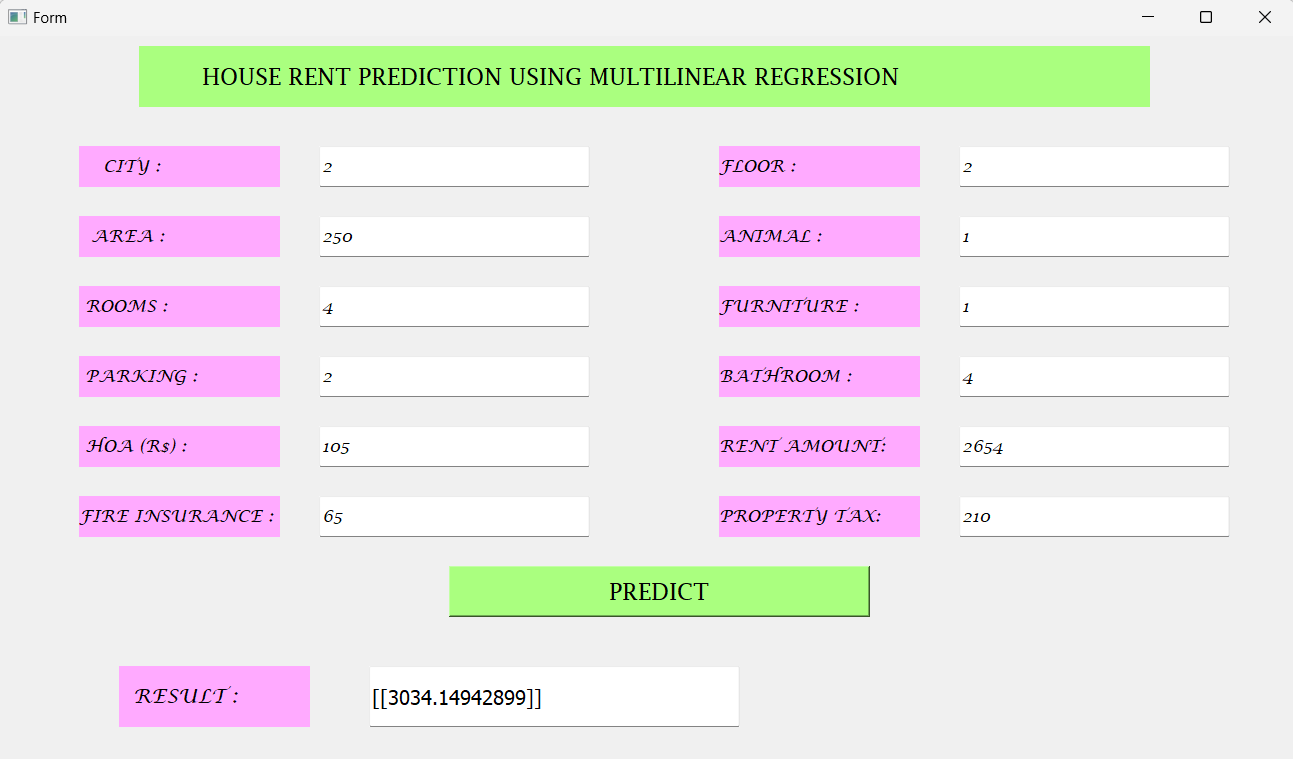 Form
HOUSE RENT PREDICTION USING MULTILINEAR REGRESSION
CITY : 2 FLOOR : 2
AREA : 250 ANIMAL : 1
ROOMS : 4 FURNITURE : 1
PARKING : 2 BATHROOM : 4
HOA (R$) : 105 RENT AMOUNT: 2654
FIRE INSURANCE : 65 PROPERTY TAX: 210
PREDICT
RESULT : [[3034.14942899]]